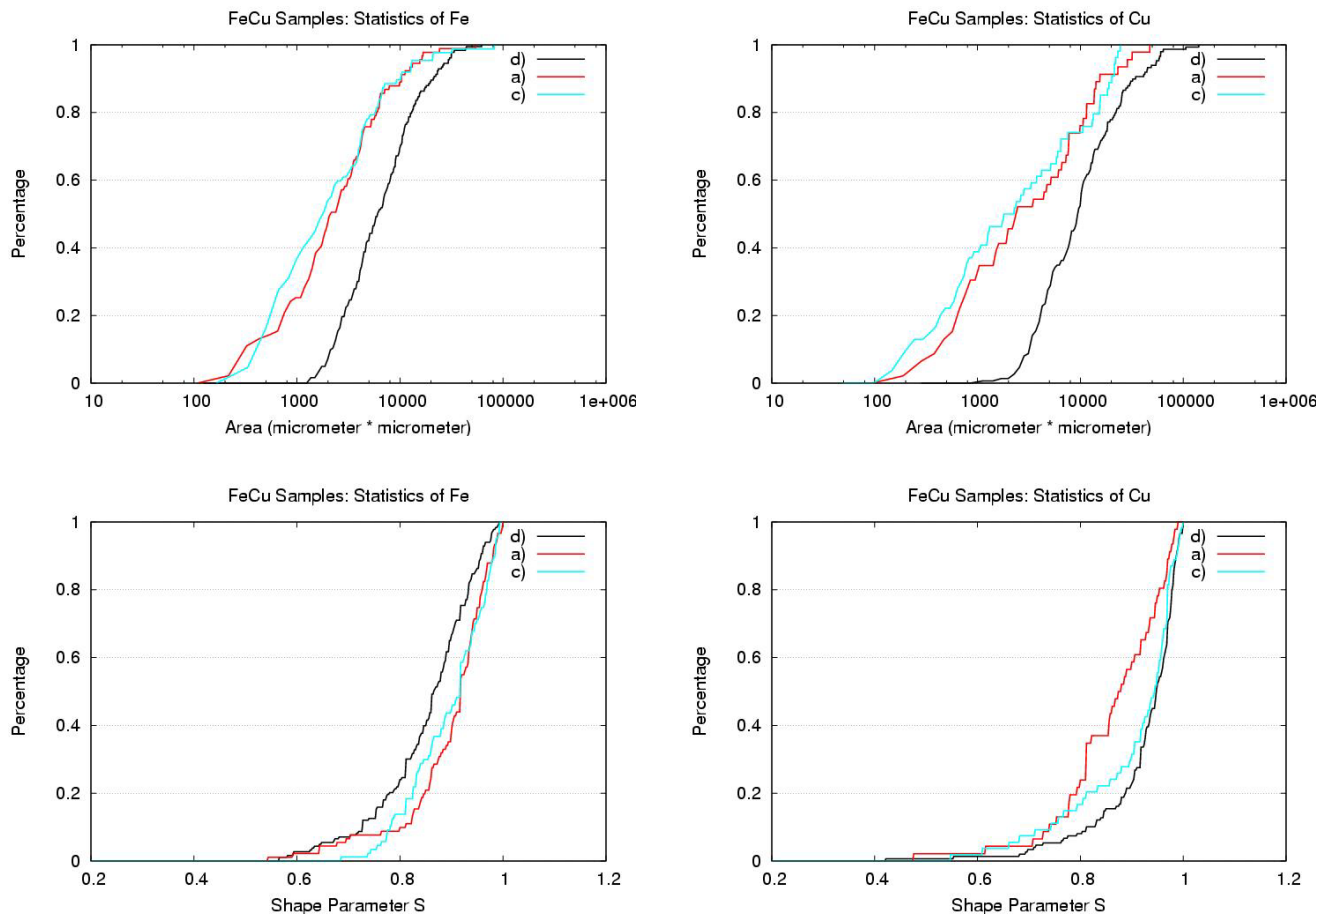 FeCu Samples: Statistics of Fe
1
0.8
0.6
0.4
0.2
0
d)
a)
c)
Percentage
10 100 1000 10000 100000 1e+006
Area (micrometer * micrometer)
FeCu Samples: Statistics of Cu
1
0.8
0.6
0.4
0.2
0
d)
a)
c)
Percentage
10 100 1000 10000 100000 1e+006
Area (micrometer * micrometer)
FeCu Samples: Statistics of Fe
1
0.8
0.6
0.4
0.2
0
d)
a)
c)
Percentage
0.2 0.4 0.6 0.8 1 1.2
Shape Parameter S
FeCu Samples: Statistics of Cu
1
0.8
0.6
0.4
0.2
0
d)
a)
c)
Percentage
0.2 0.4 0.6 0.8 1 1.2
Shape Parameter S